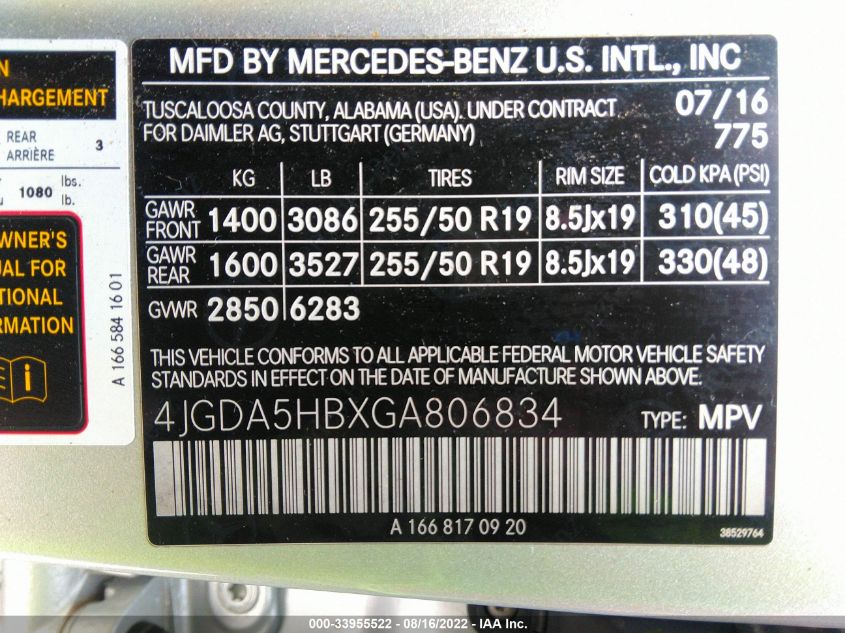 N
HARGEMENT
REAR
ARRIÈRE 3
1080 lbs.
lb.
WNER'S
UAL FOR
TIONAL
RMATION
i
A 166 584 16 01
MFD BY MERCEDES-BENZ U.S. INTL., INC
TUSCALOOSA COUNTY, ALABAMA (USA). UNDER CONTRACT 07/16
FOR DAIMLER AG, STUTTGART (GERMANY) 775
KG LB TIRES RIM SIZE COLD KPA (PSI)
GAWR FRONT 1400 3086 255/50 R19 8.5Jx19 310(45)
GAWR REAR 1600 3527 255/50 R19 8.5Jx19 330(48)
GVWR 2850 6283
THIS VEHICLE CONFORMS TO ALL APPLICABLE FEDERAL MOTOR VEHICLE SAFETY
STANDARDS IN EFFECT ON THE DATE OF MANUFACTURE SHOWN ABOVE.
4JGDA5HBXGA806834 TYPE: MPV
A 166 817 09 20
38529764
000-33955522 - 08/16/2022 - IAA Inc.